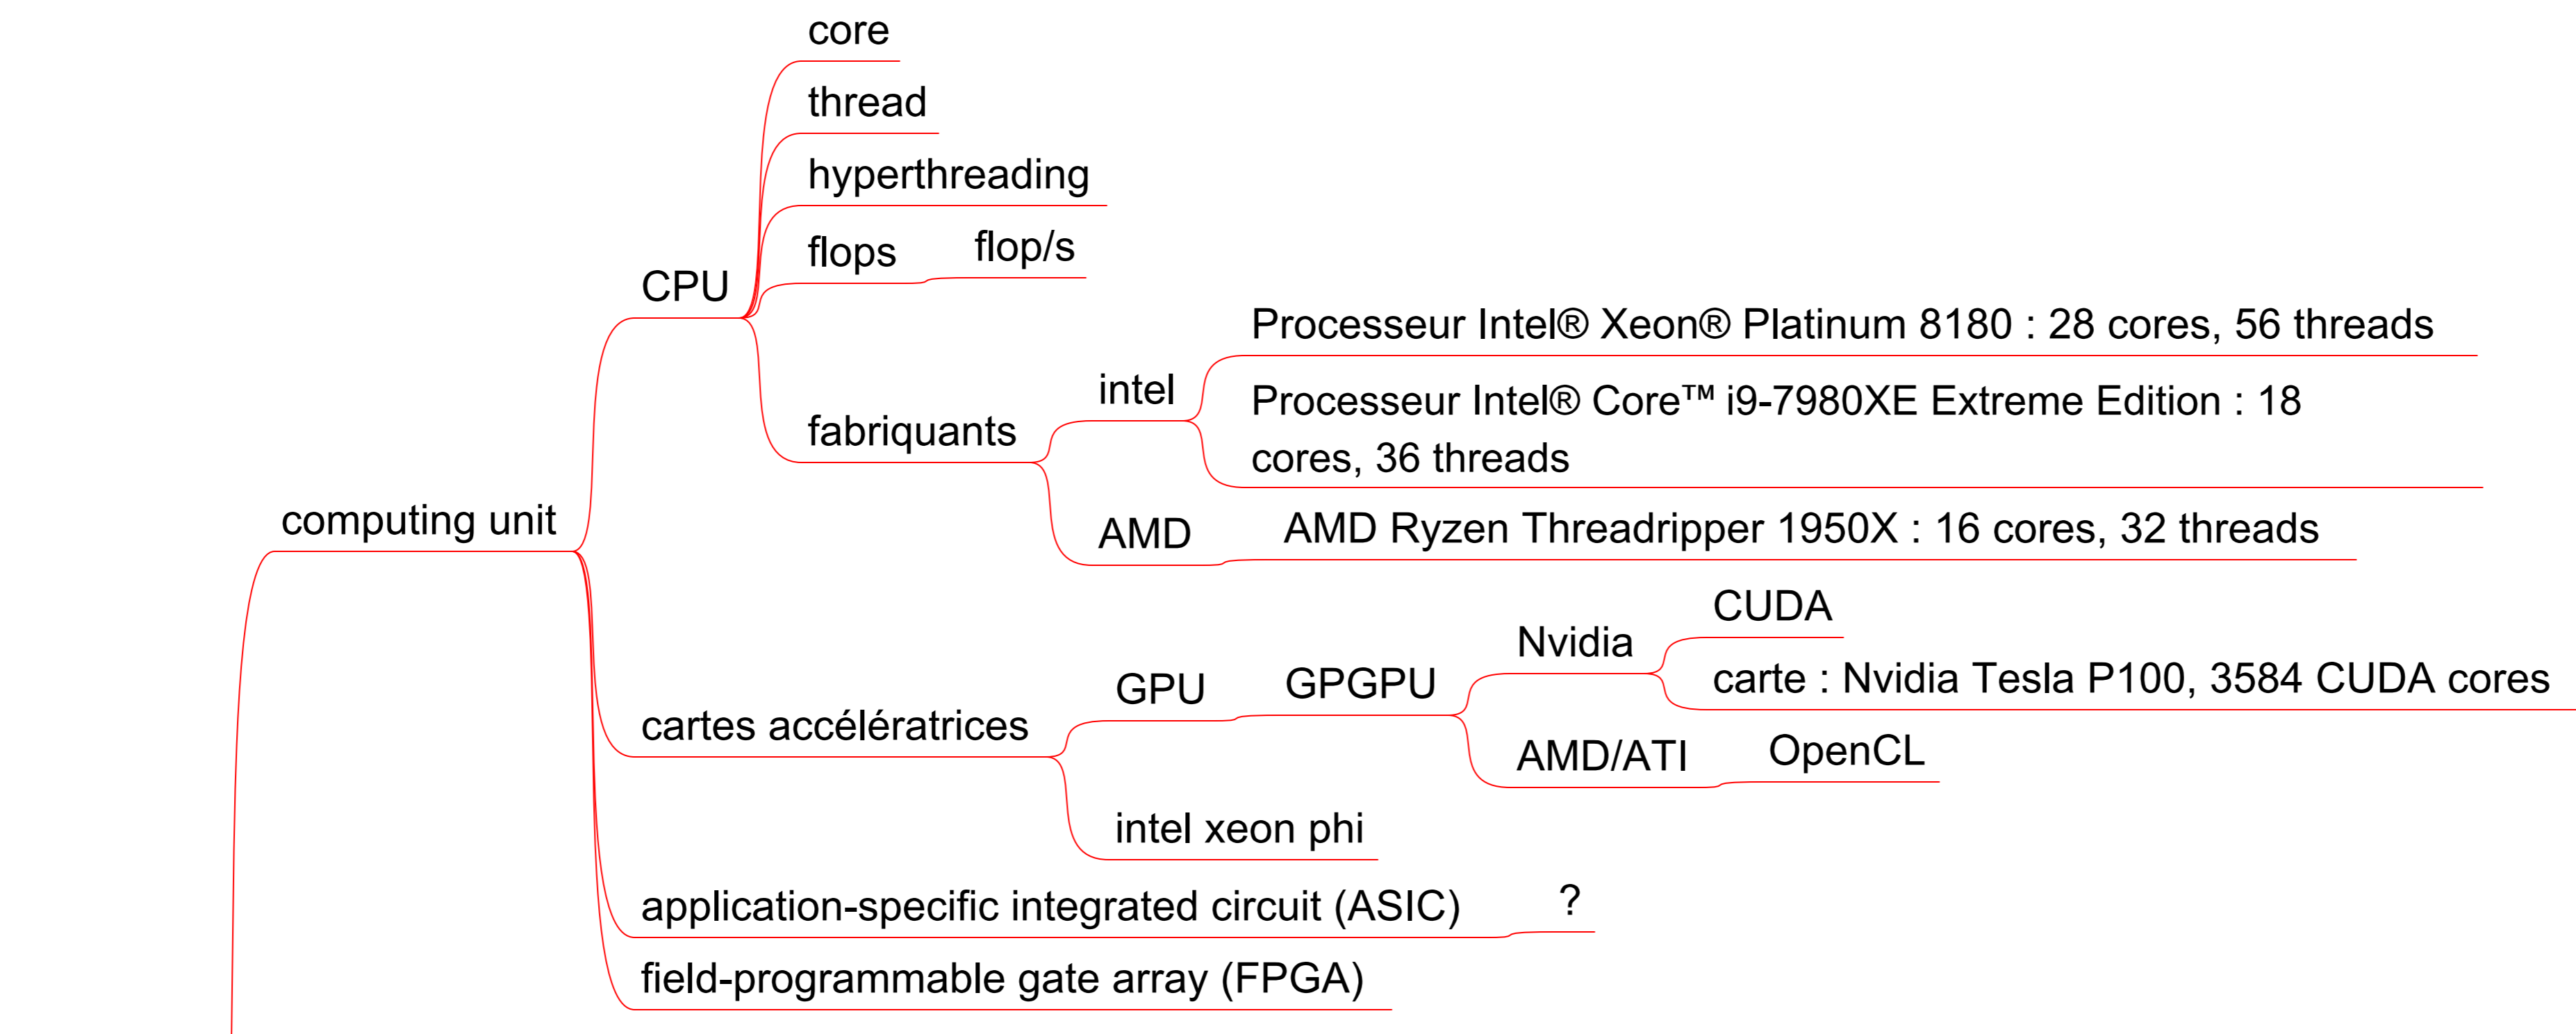 core
thread
hyperthreading
flops
flop/s
CPU
Processeur Intel® Xeon® Platinum 8180 : 28 cores, 56 threads
intel
Processeur Intel® Core™ i9-7980XE Extreme Edition : 18
cores, 36 threads
fabriquants
computing unit
AMD
AMD Ryzen Threadripper 1950X : 16 cores, 32 threads
CUDA
Nvidia
carte : Nvidia Tesla P100, 3584 CUDA cores
GPU
GPGPU
cartes accélératrices
AMD/ATI
OpenCL
intel xeon phi
application-specific integrated circuit (ASIC)
?
field-programmable gate array (FPGA)